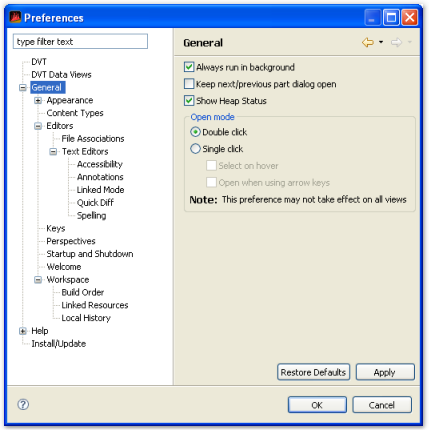 Preferences
type filter text
DVT
DVT Data Views
General
Appearance
Content Types
Editors
File Associations
Text Editors
Accessibility
Annotations
Linked Mode
Quick Diff
Spelling
Keys
Perspectives
Startup and Shutdown
Welcome
Workspace
Build Order
Linked Resources
Local History
Help
Install/Update
General
Always run in background
Keep next/previous part dialog open
Show Heap Status
Open mode
Double click
Single click
Select on hover
Open when using arrow keys
Note: This preference may not take effect on all views
Restore Defaults Apply
? OK Cancel